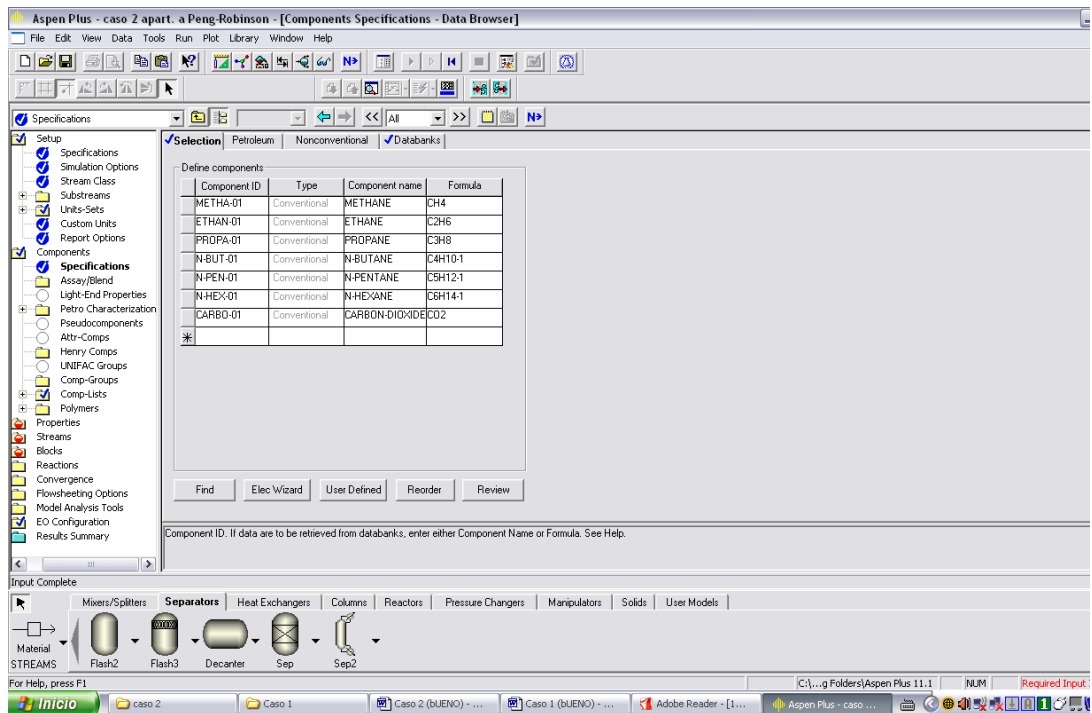 Aspen Plus - caso 2 apart. a Peng-Robinson - [Components Specifications - Data Browser]
File Edit View Data Tools Run Plot Library Window Help
N>
Specifications
All
<<
>>
N>
Setup
Specifications
Simulation Options
Stream Class
Substreams
Units-Sets
Custom Units
Report Options
Components
Specifications
Assay/Blend
Light-End Properties
Petro Characterization
Pseudocomponents
Attr-Comps
Henry Comps
UNIFAC Groups
Comp-Groups
Comp-Lists
Polymers
Properties
Streams
Blocks
Reactions
Convergence
Flowsheeting Options
Model Analysis Tools
EO Configuration
Results Summary
Selection Petroleum Nonconventional Databanks
Define components
Component ID Type Component name Formula
METHA-01 Conventional METHANE CH4
ETHAN-01 Conventional ETHANE C2H6
PROPA-01 Conventional PROPANE C3H8
N-BUT-01 Conventional N-BUTANE C4H10-1
N-PEN-01 Conventional N-PENTANE C5H12-1
N-HEX-01 Conventional N-HEXANE C6H14-1
CARBO-01 Conventional CARBON-DIOXIDE CO2
*
Find Elec Wizard User Defined Reorder Review
Component ID. If data are to be retrieved from databanks, enter either Component Name or Formula. See Help.
Input Complete
Mixers/Splitters Separators Heat Exchangers Columns Reactors Pressure Changers Manipulators Solids User Models
Material
STREAMS Flash2 Flash3 Decanter Sep Sep2
For Help, press F1 C:\...g Folders\Aspen Plus 11.1 NUM Required Input
Inicio caso 2 Caso 1 Caso 2 (bUENO) - ... Caso 1 (bUENO) - ... Adobe Reader - [1... Aspen Plus - caso ...